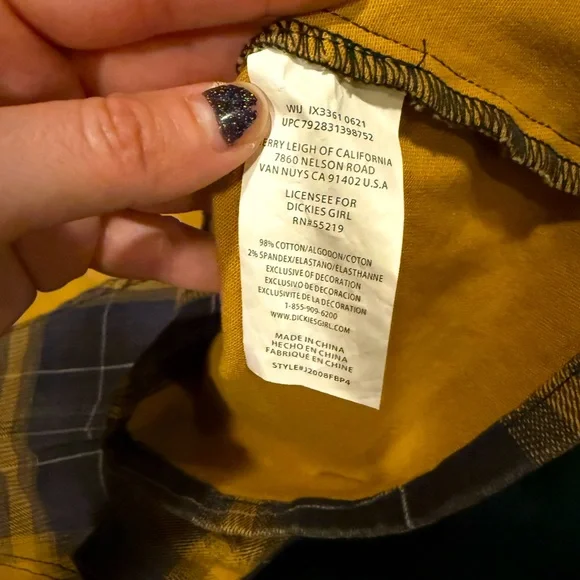 WU IX3361 0621
UPC792831398752
ERRY LEIGH OF CALIFORNIA
7860 NELSON ROAD
VAN NUYS CA 91402 U.S.A
LICENSEE FOR
DICKIES GIRL
RN#55219
98% COTTON/ALGODON/COTON
2% SPANDEX/ELASTANO/ELASTHANNE
EXCLUSIVE OF DECORATION
EXCLUSIVO DE DECORACION
EXCLUSIVITE DE LA DECORATION
1-855-909-6200
WWW.DICKIESGIRL.COM
MADE IN CHINA
HECHO EN CHINA
FABRIQUÉ EN CHINE
STYLE#J2008FBP4